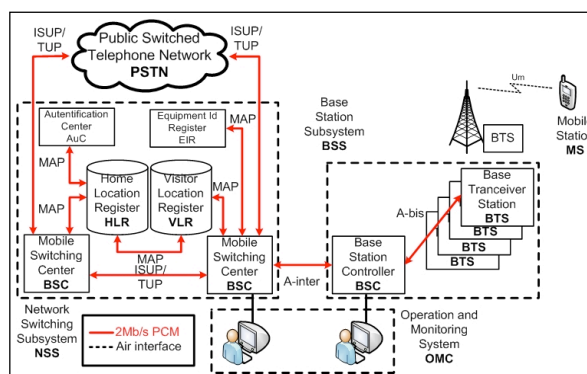 ISUP/
TUP
Public Switched
Telephone Network
PSTN
ISUP/
TUP
Um
Mobile
Station
MS
BTS
Base
Station
Subsystem
BSS
Autentification
Center
AuC
Equipment Id
Register
EIR
MAP
MAP
MAP
MAP
Home
Location
Register
HLR
Visitor
Location
Register
VLR
MAP
Mobile
Switching
Center
BSC
ISUP/
TUP
Mobile
Switching
Center
BSC
A-inter
Base
Station
Controller
BSC
A-bis
Base
Tranceiver
Station
BTS
BTS
BTS
BTS
Network
Switching
Subsystem
NSS
2Mb/s PCM
Air interface
Operation and
Monitoring
System
OMC